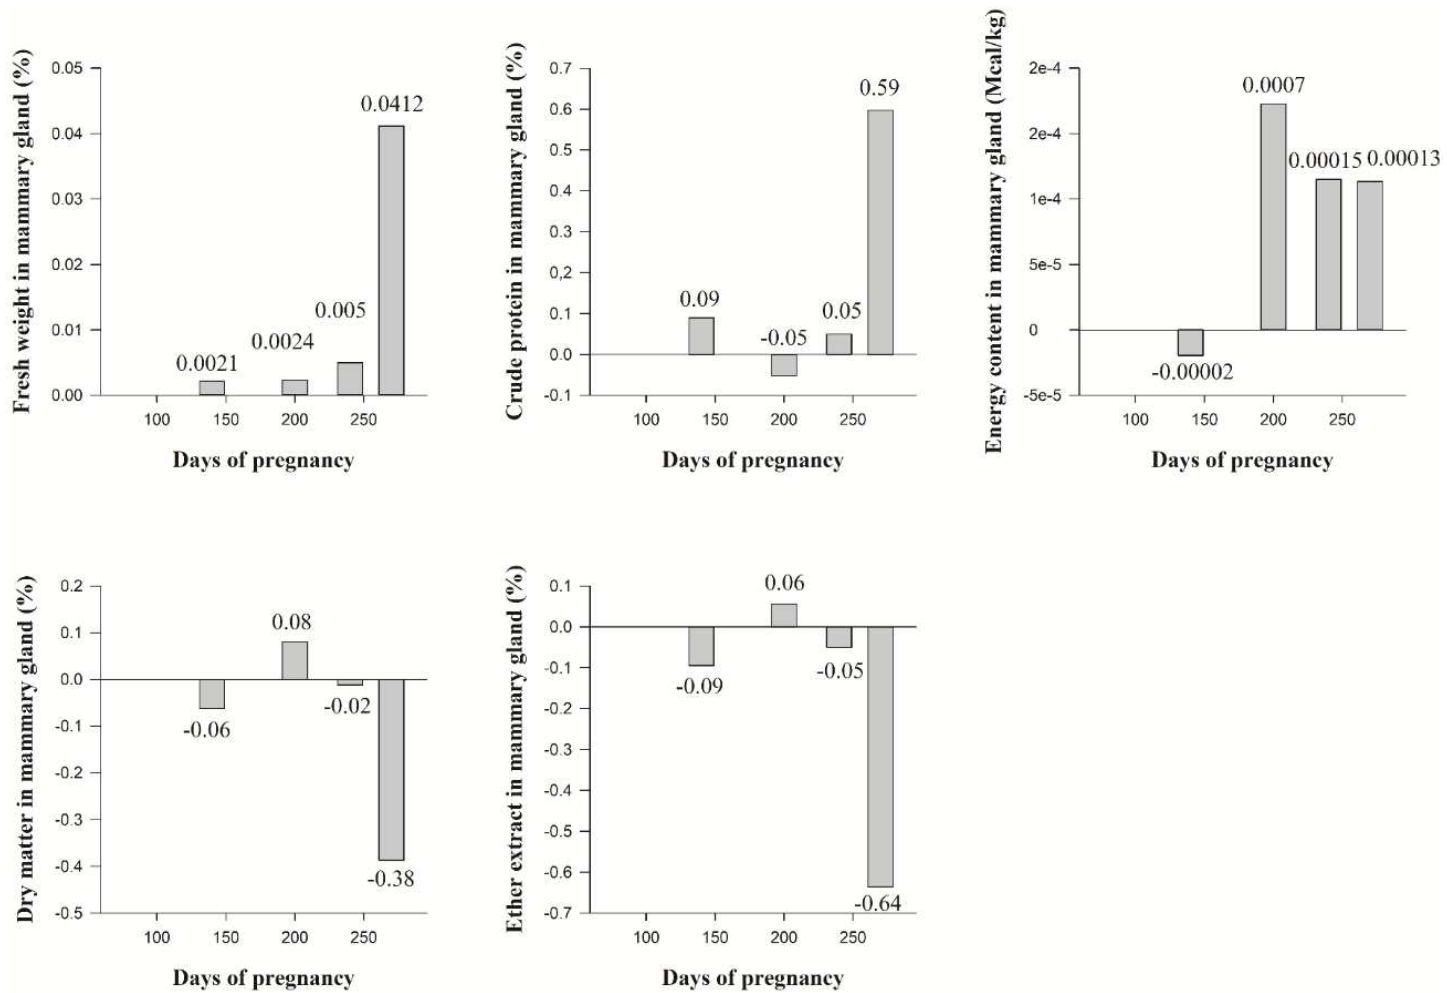 Fresh weight in mammary gland (%)
0.05
0.04
0.03
0.02
0.01
0.00
0.0021
0.0024
0.005
0.0412
100 150 200 250
Days of pregnancy
Crude protein in mammary gland (%)
0.7
0.6
0.5
0.4
0.3
0,2
0.1
0.0
-0.1
0.09
-0.05
0.05
0.59
100 150 200 250
Days of pregnancy
Energy content in mammary gland (Mcal/kg)
2e-4
2e-4
1e-4
5e-5
0
-5e-5
-0.00002
0.0007
0.00015 0.00013
100 150 200 250
Days of pregnancy
Dry matter in mammary gland (%)
0.2
0.1
0.0
-0.1
-0.2
-0.3
-0.4
-0.5
-0.06
0.08
-0.02
-0.38
100 150 200 250
Days of pregnancy
Ether extract in mammary gland (%)
0.1
0.0
-0.1
-0.2
-0.3
-0.4
-0.5
-0.6
-0.7
-0.09
0.06
-0.05
-0.64
100 150 200 250
Days of pregnancy